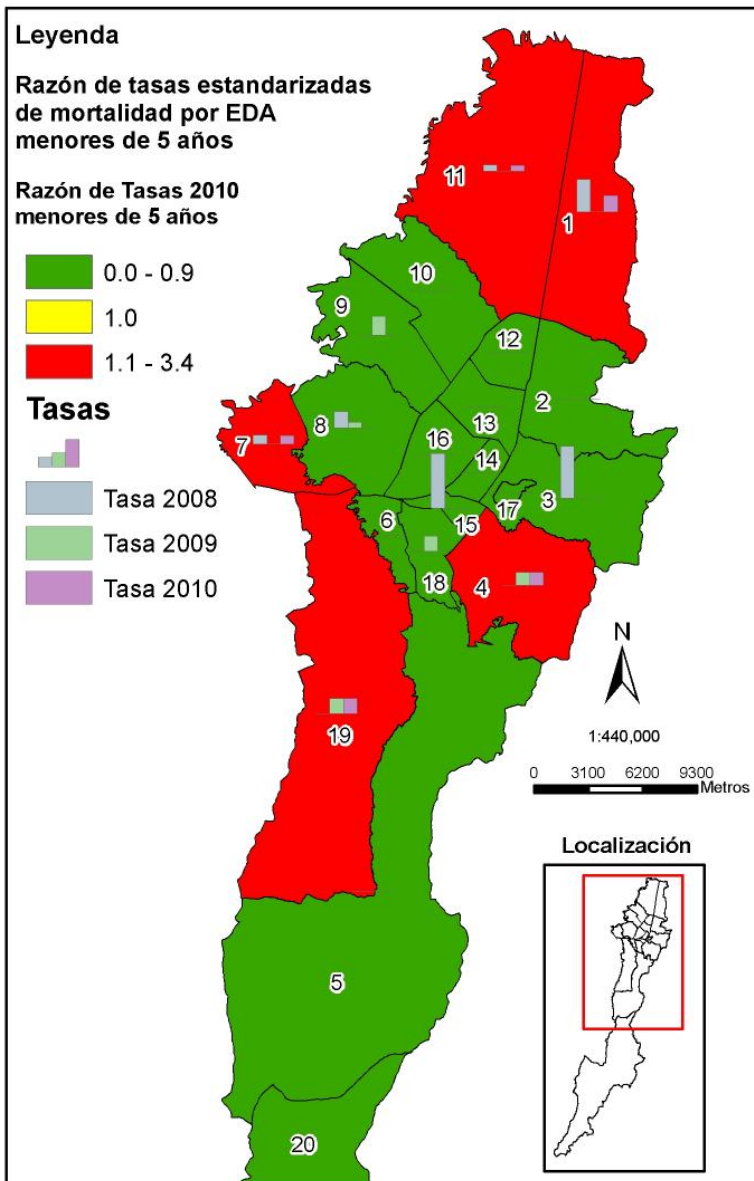 Leyenda
Razón de tasas estandarizadas
de mortalidad por EDA
menores de 5 años
Razón de Tasas 2010
menores de 5 años
0.0 - 0.9
1.0
1.1 - 3.4
Tasas
Tasa 2008
Tasa 2009
Tasa 2010
11
1
10
9
12
2
8
7
13
16
14
3
17
6
15
18
4
19
5
20
N
1:440,000
0 3100 6200 9300
Metros
Localización